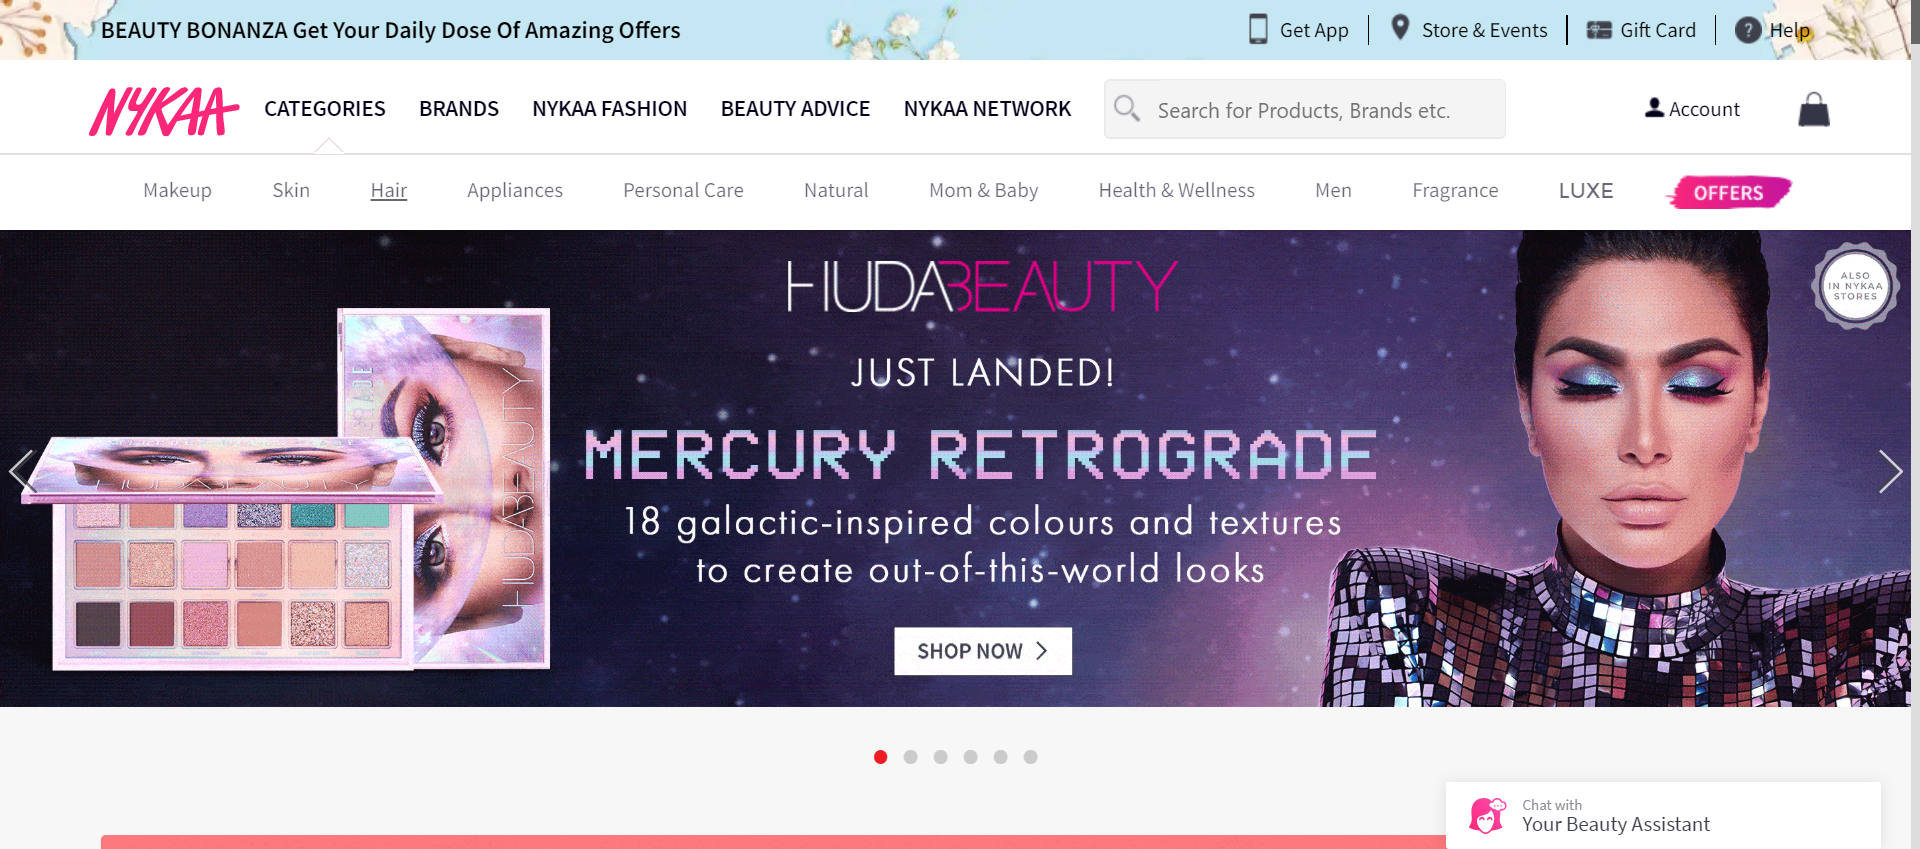 BEAUTY BONANZA Get Your Daily Dose Of Amazing Offers
Get App
Store & Events
Gift Card
? Help
NYKAA
CATEGORIES
BRANDS
NYKAA FASHION
BEAUTY ADVICE
NYKAA NETWORK
Search for Products, Brands etc.
Account
Makeup
Skin
Hair
Appliances
Personal Care
Natural
Mom & Baby
Health & Wellness
Men
Fragrance
LUXE
OFFERS
HUDABEAUTY
ALSO
IN NYKAA
STORES
JUST LANDED!
MERCURY RETROGRADE
18 galactic-inspired colours and textures
to create out-of-this-world looks
SHOP NOW
HUDABEAUTY
HUDABEAUTY
Chat with
Your Beauty Assistant